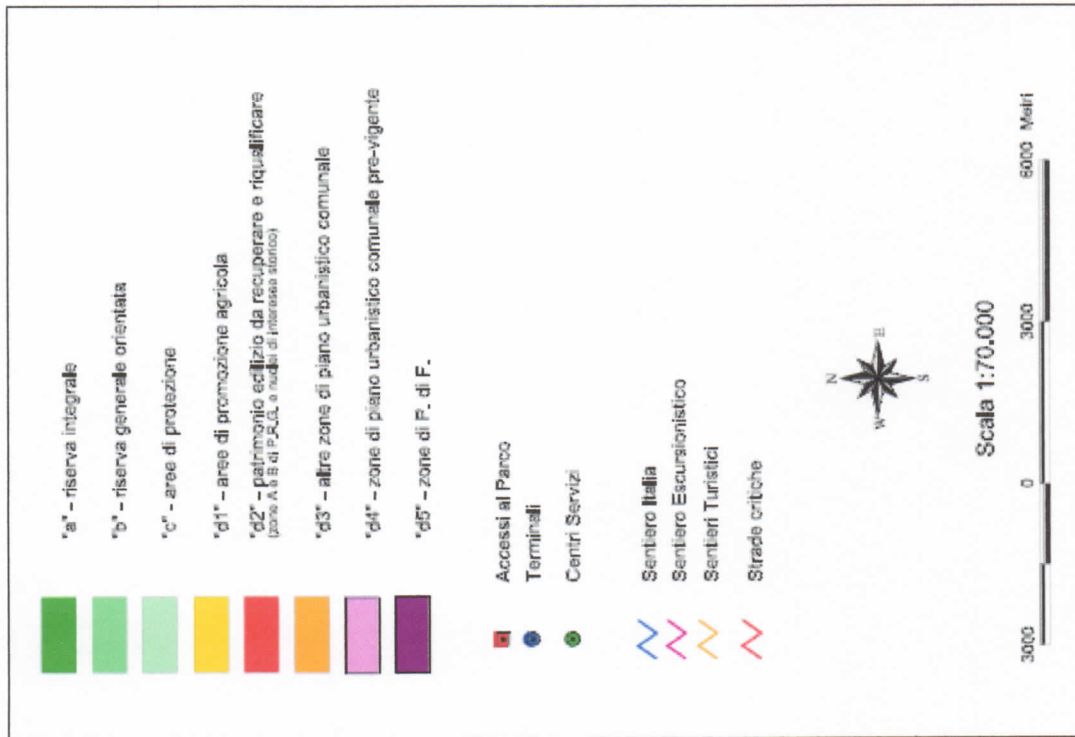 "a" – riserva integrale
"b" – riserva generale orientata
"c" – aree di protezione
"d1" – aree di promozione agricola
"d2" – patrimonio edilizio da recuperare e riqualificare
(zone A e B di P.R.G. e nuclei di interesse storico)
"d3" – altre zone di piano urbanistico comunale
"d4" – zone di piano urbanistico comunale pre-vigente
"d5" – zone di P. di F.
Accessi al Parco
Terminali
Centri Servizi
Sentiero Italia
Sentiero Escursionistico
Sentieri Turistici
Strade critiche
N
W E
S
Scala 1:70.000
3000 0 3000 6000 Metri